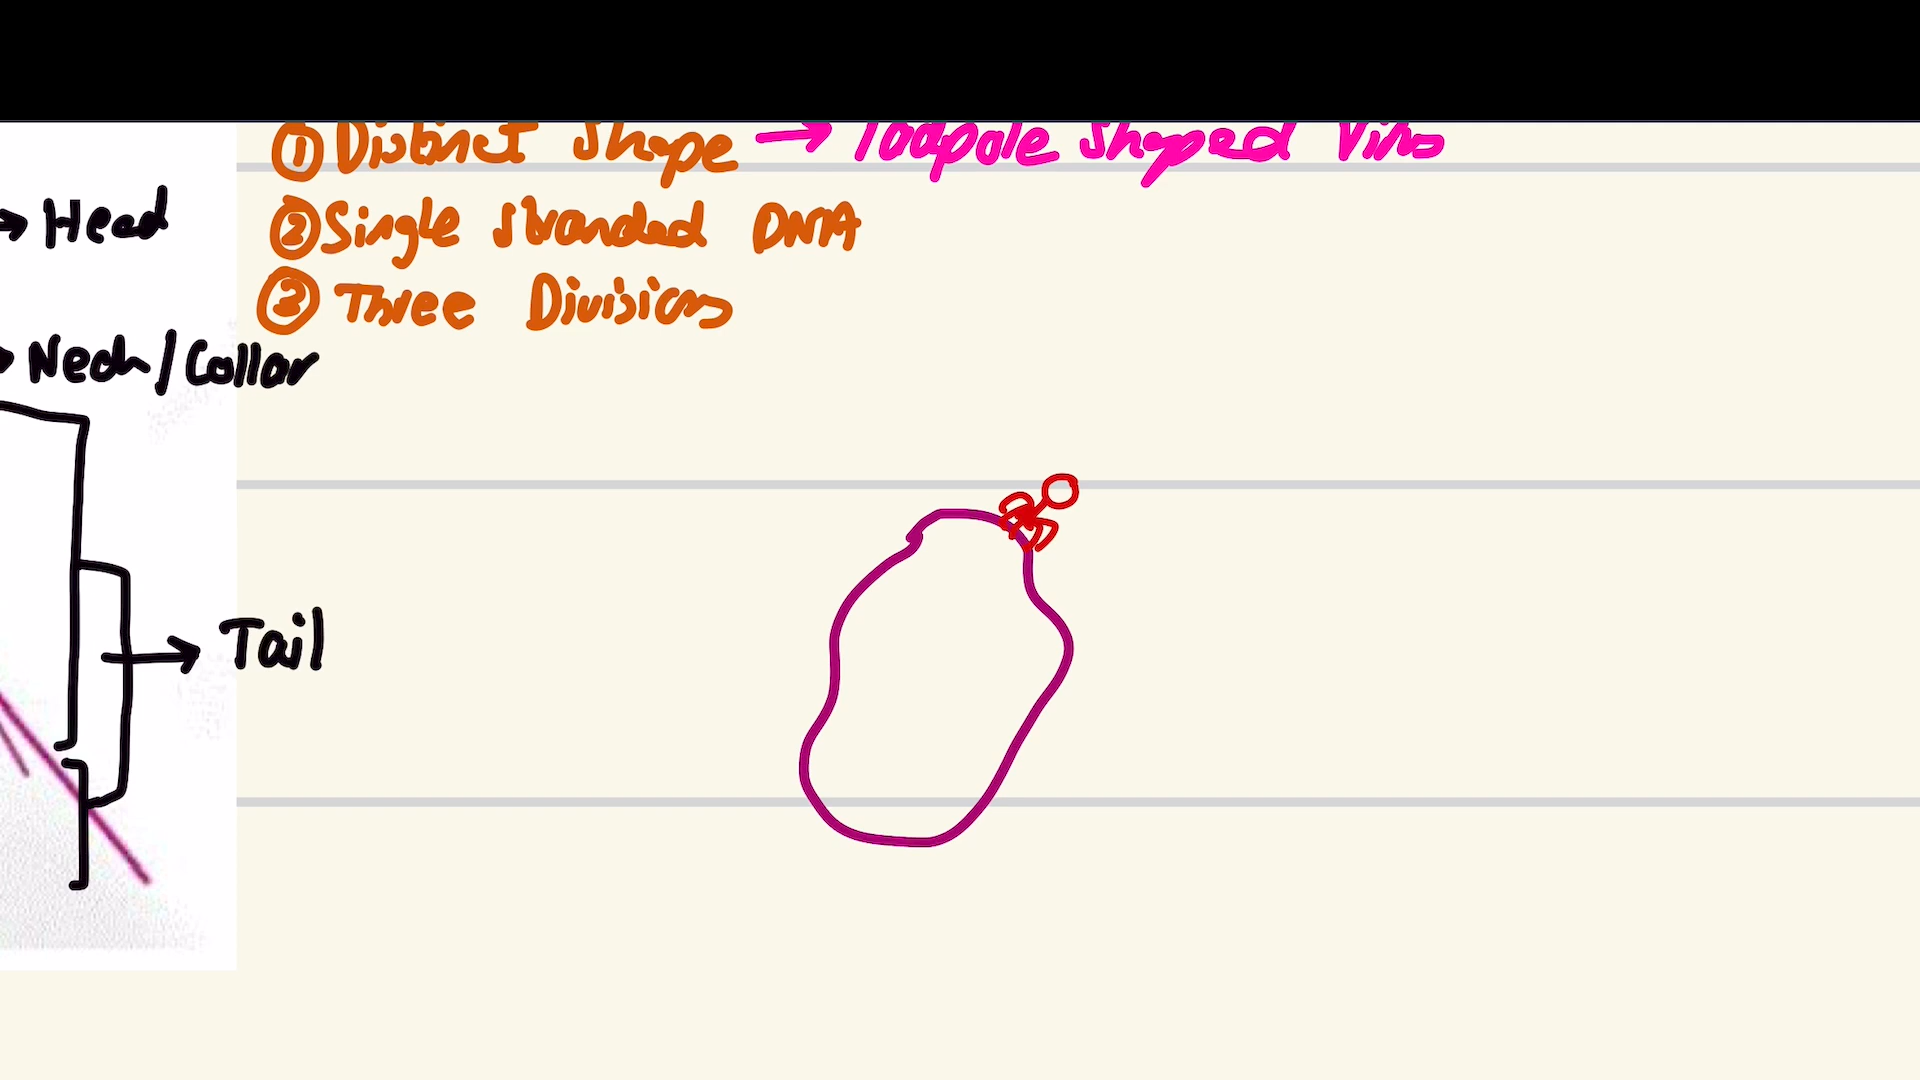 ① Distinct Shape → Tadpole Shaped Virus
② Single Stranded DNA
③ Three Divisions
→ Head
→ Neck/Collar
→ Tail